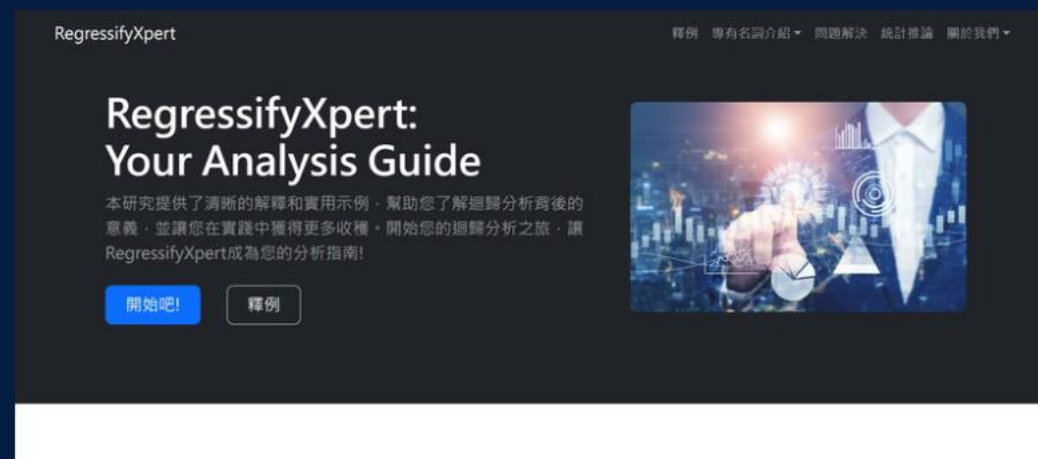 RegressifyXpert
釋例 專有名詞介紹 問題解決 統計推論 關於我們
RegressifyXpert:
Your Analysis Guide
本研究提供了清晰的解釋和實用示例，幫助您了解迴歸分析背後的
意義，並讓您在實踐中獲得更多收穫。開始您的迴歸分析之旅，讓
RegressifyXpert成為您的分析指南!
開始吧!
釋例